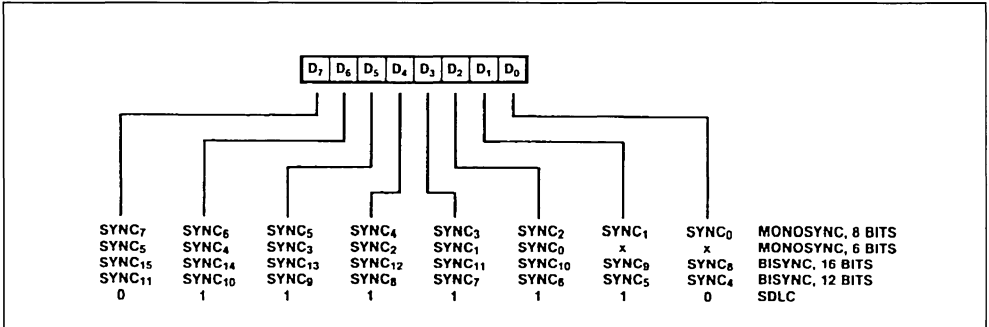 D7 D6 D5 D4 D3 D2 D1 D0
SYNC7 SYNC6 SYNC5 SYNC4 SYNC3 SYNC2 SYNC1 SYNC0 MONOSYNC, 8 BITS
SYNC5 SYNC4 SYNC3 SYNC2 SYNC1 SYNC0 x x MONOSYNC, 6 BITS
SYNC15 SYNC14 SYNC13 SYNC12 SYNC11 SYNC10 SYNC9 SYNC8 BISYNC, 16 BITS
SYNC11 SYNC10 SYNC9 SYNC8 SYNC7 SYNC6 SYNC5 SYNC4 BISYNC, 12 BITS
0 1 1 1 1 1 1 0 SDLC